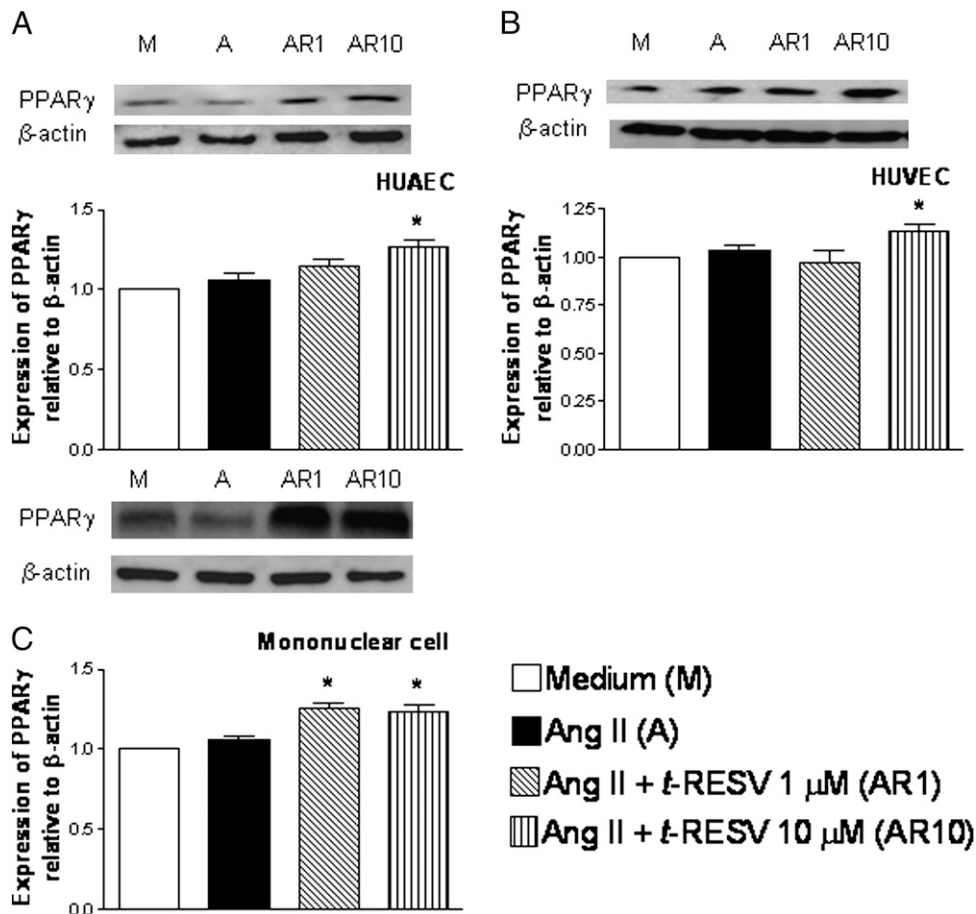 A
M A AR1 AR10
PPARγ
β-actin
HUAEC
*
Expression of PPARγ
relative to β-actin
1.5
1.0
0.5
0.0
B
M A AR1 AR10
PPARγ
β-actin
HUVEC
*
Expression of PPARγ
relative to β-actin
1.25
1.00
0.75
0.50
0.25
0.00
M A AR1 AR10
PPARγ
β-actin
C
Mononuclear cell
* *
Expression of PPARγ
relative to β-actin
1.5
1.0
0.5
0.0
Medium (M)
Ang II (A)
Ang II + t-RESV 1 μM (AR1)
Ang II + t-RESV 10 μM (AR10)